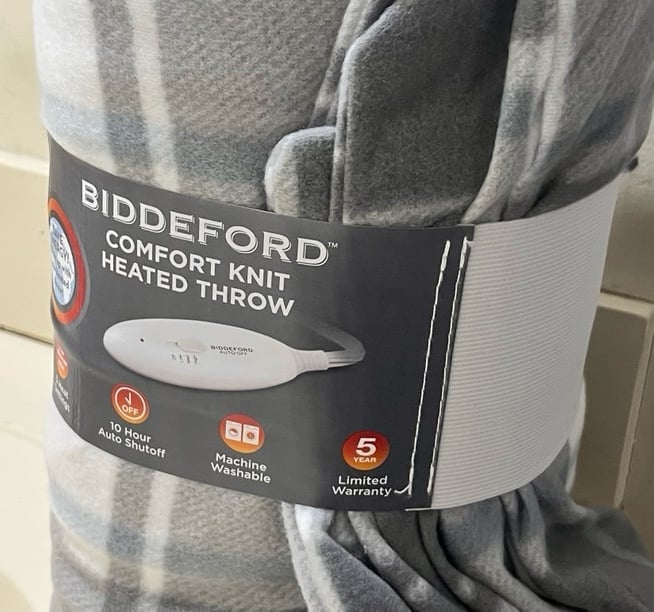 BIDDEFORD™
COMFORT KNIT
HEATED THROW
BIDDEFORD
AUTO OFF
OFF
10 Hour
Auto Shutoff
Machine
Washable
5
YEAR
Limited
Warranty